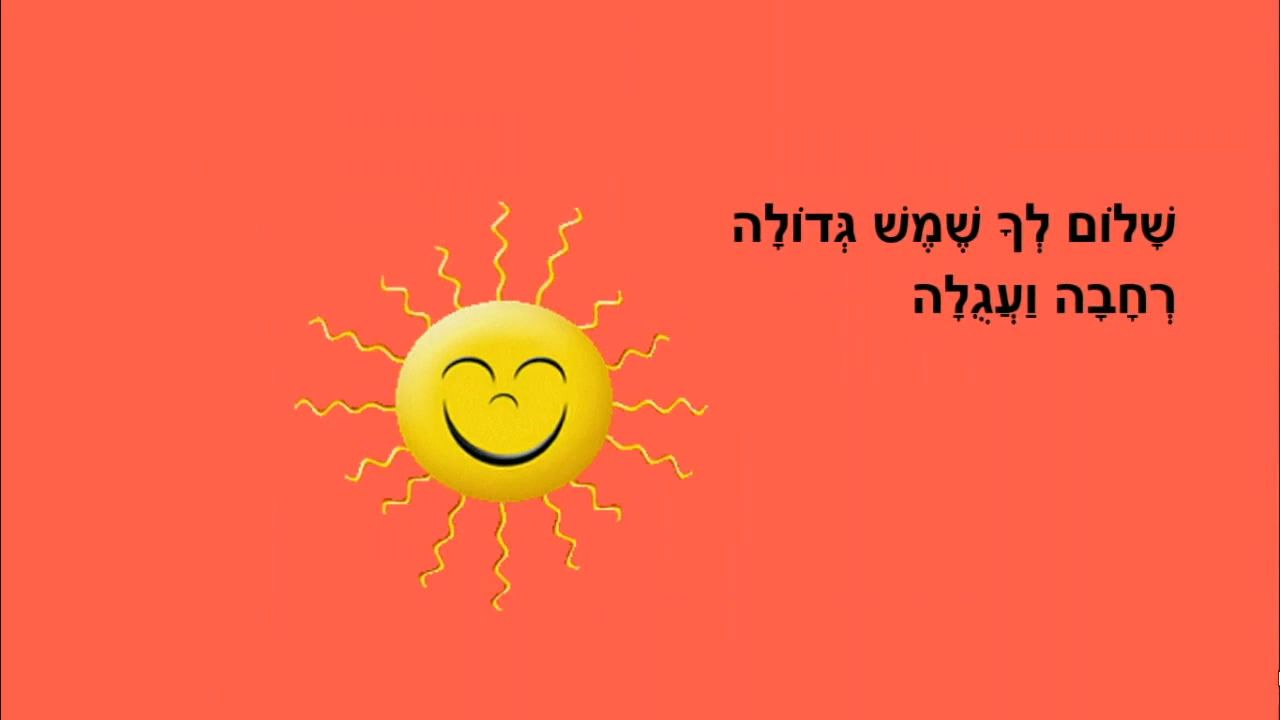 שָׁלוֹם לְךָ שֶׁמֶשׁ גְּדוֹלָה
רְחָבָה וַעֲגֻלָּה